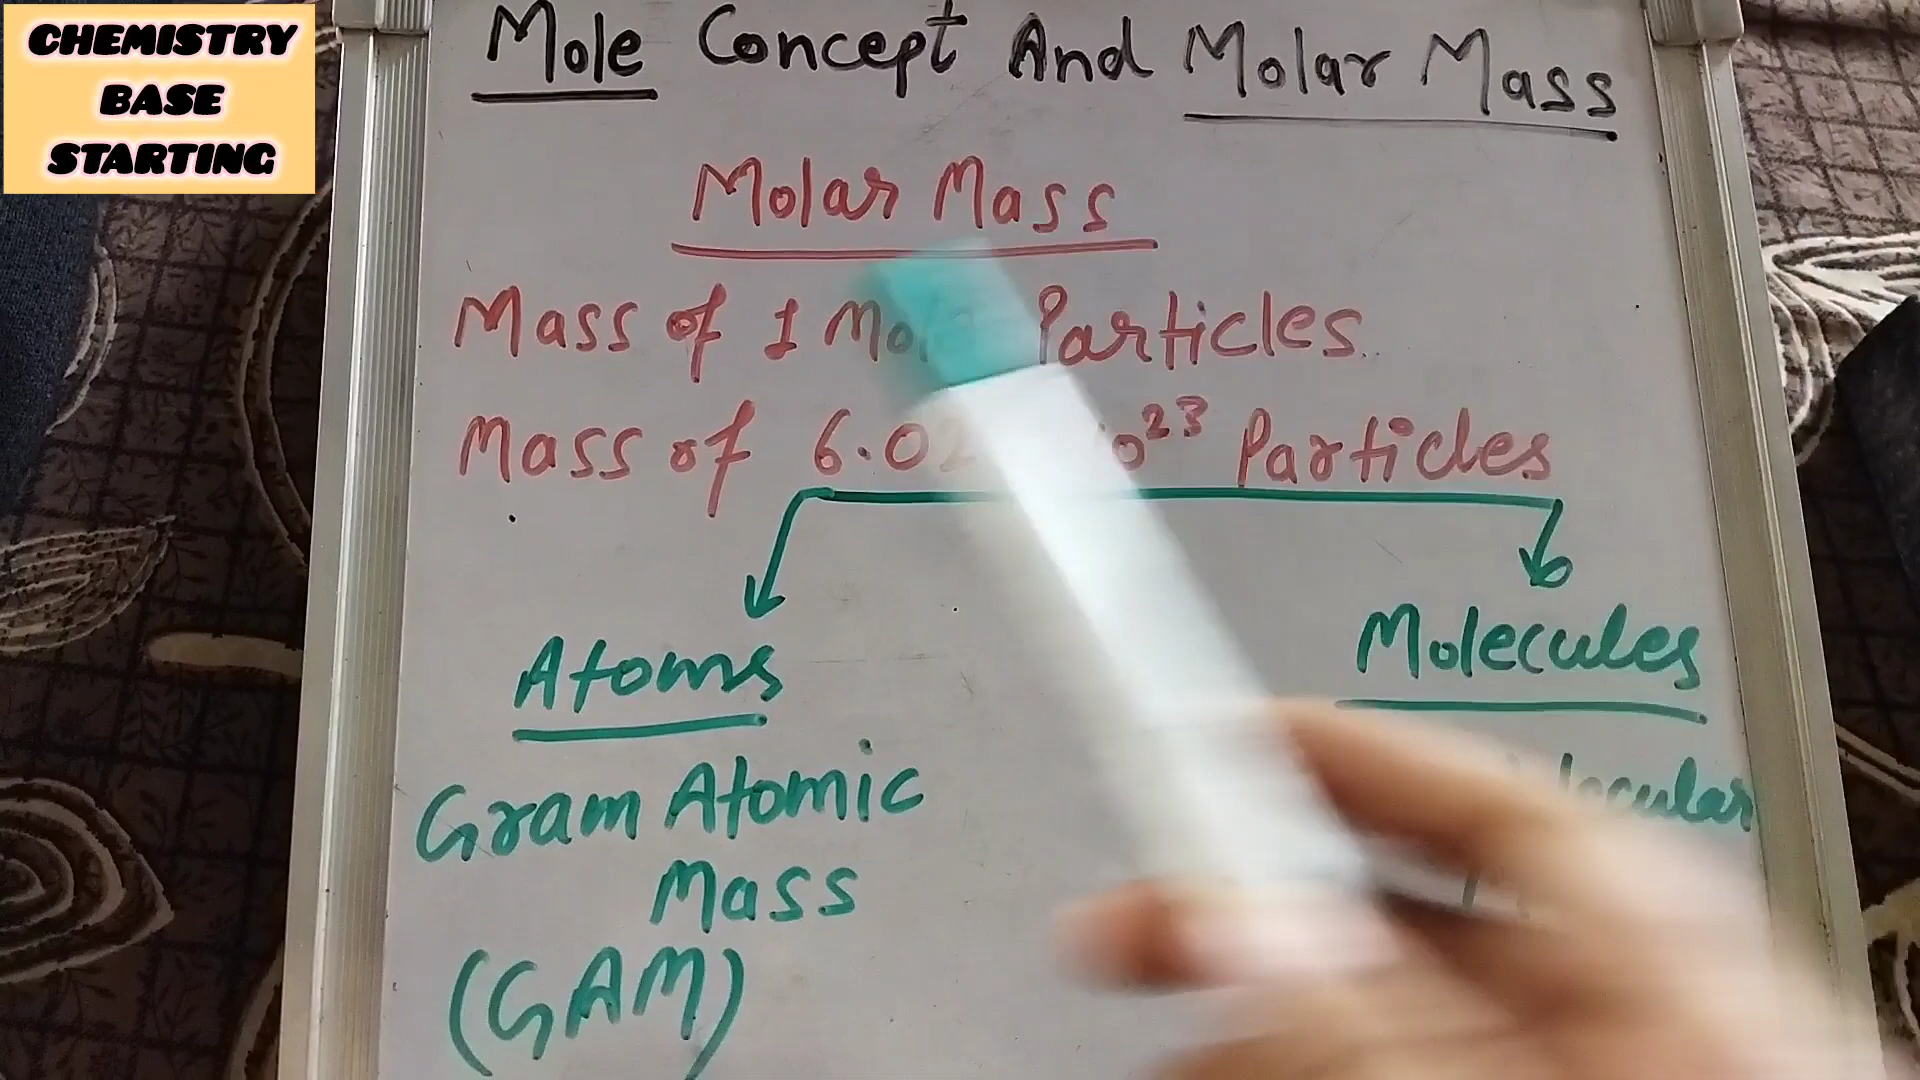 CHEMISTRY
BASE
STARTING
Mole Concept And Molar Mass
Molar Mass
Mass of 1 Particles
Mass of Particles
Atoms
Molecules
Gram Atomic
Mass
(GAM)